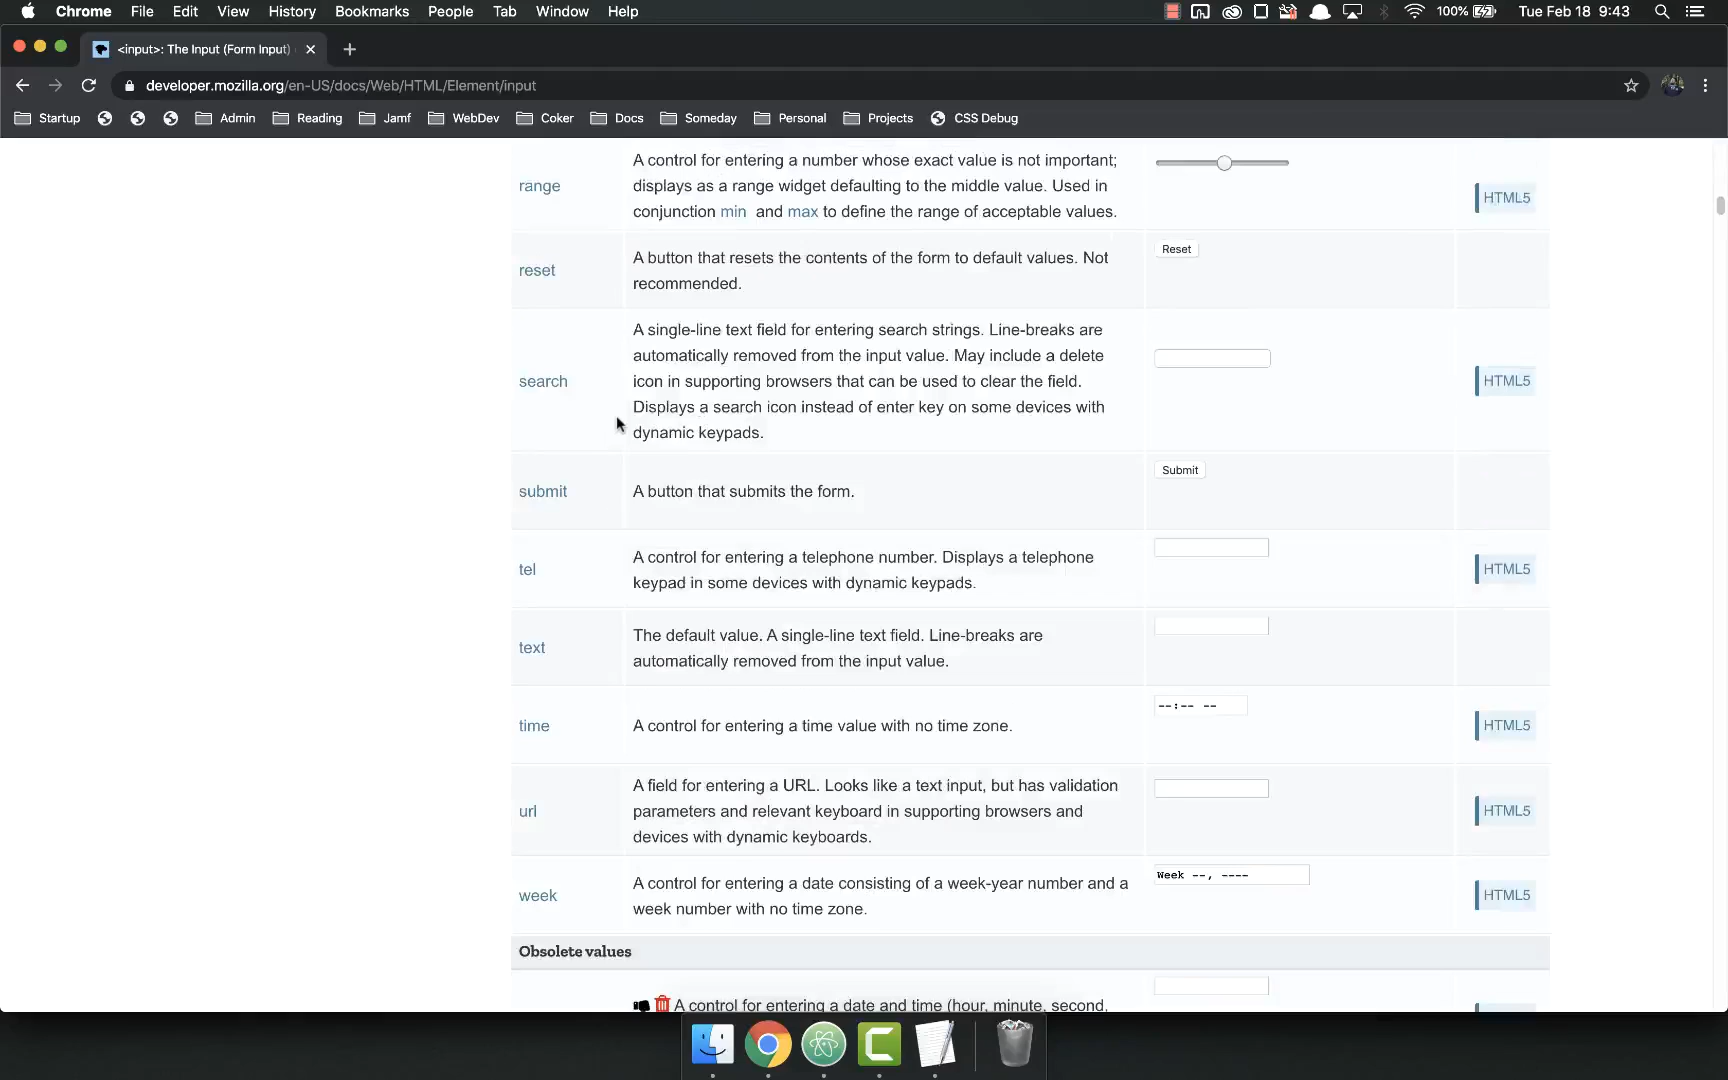 Chrome File Edit View History Bookmarks People Tab Window Help 100% Tue Feb 18 9:43
<input>: The Input (Form Input)
developer.mozilla.org/en-US/docs/Web/HTML/Element/input
Startup Admin Reading Jamf WebDev Coker Docs Someday Personal Projects CSS Debug
range
A control for entering a number whose exact value is not important;
displays as a range widget defaulting to the middle value. Used in
conjunction min and max to define the range of acceptable values.
HTML5
reset
A button that resets the contents of the form to default values. Not
recommended.
Reset
search
A single-line text field for entering search strings. Line-breaks are
automatically removed from the input value. May include a delete
icon in supporting browsers that can be used to clear the field.
Displays a search icon instead of enter key on some devices with
dynamic keypads.
HTML5
submit
A button that submits the form.
Submit
tel
A control for entering a telephone number. Displays a telephone
keypad in some devices with dynamic keypads.
HTML5
text
The default value. A single-line text field. Line-breaks are
automatically removed from the input value.
time
A control for entering a time value with no time zone.
--:-- --
HTML5
url
A field for entering a URL. Looks like a text input, but has validation
parameters and relevant keyboard in supporting browsers and
devices with dynamic keyboards.
HTML5
week
A control for entering a date consisting of a week-year number and a
week number with no time zone.
Week --, ----
HTML5
Obsolete values
A control for entering a date and time (hour, minute, second,